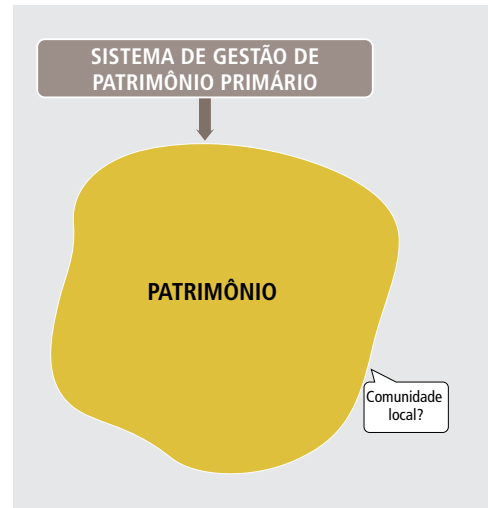 SISTEMA DE GESTÃO DE
PATRIMÔNIO PRIMÁRIO
PATRIMÔNIO
Comunidade
local?